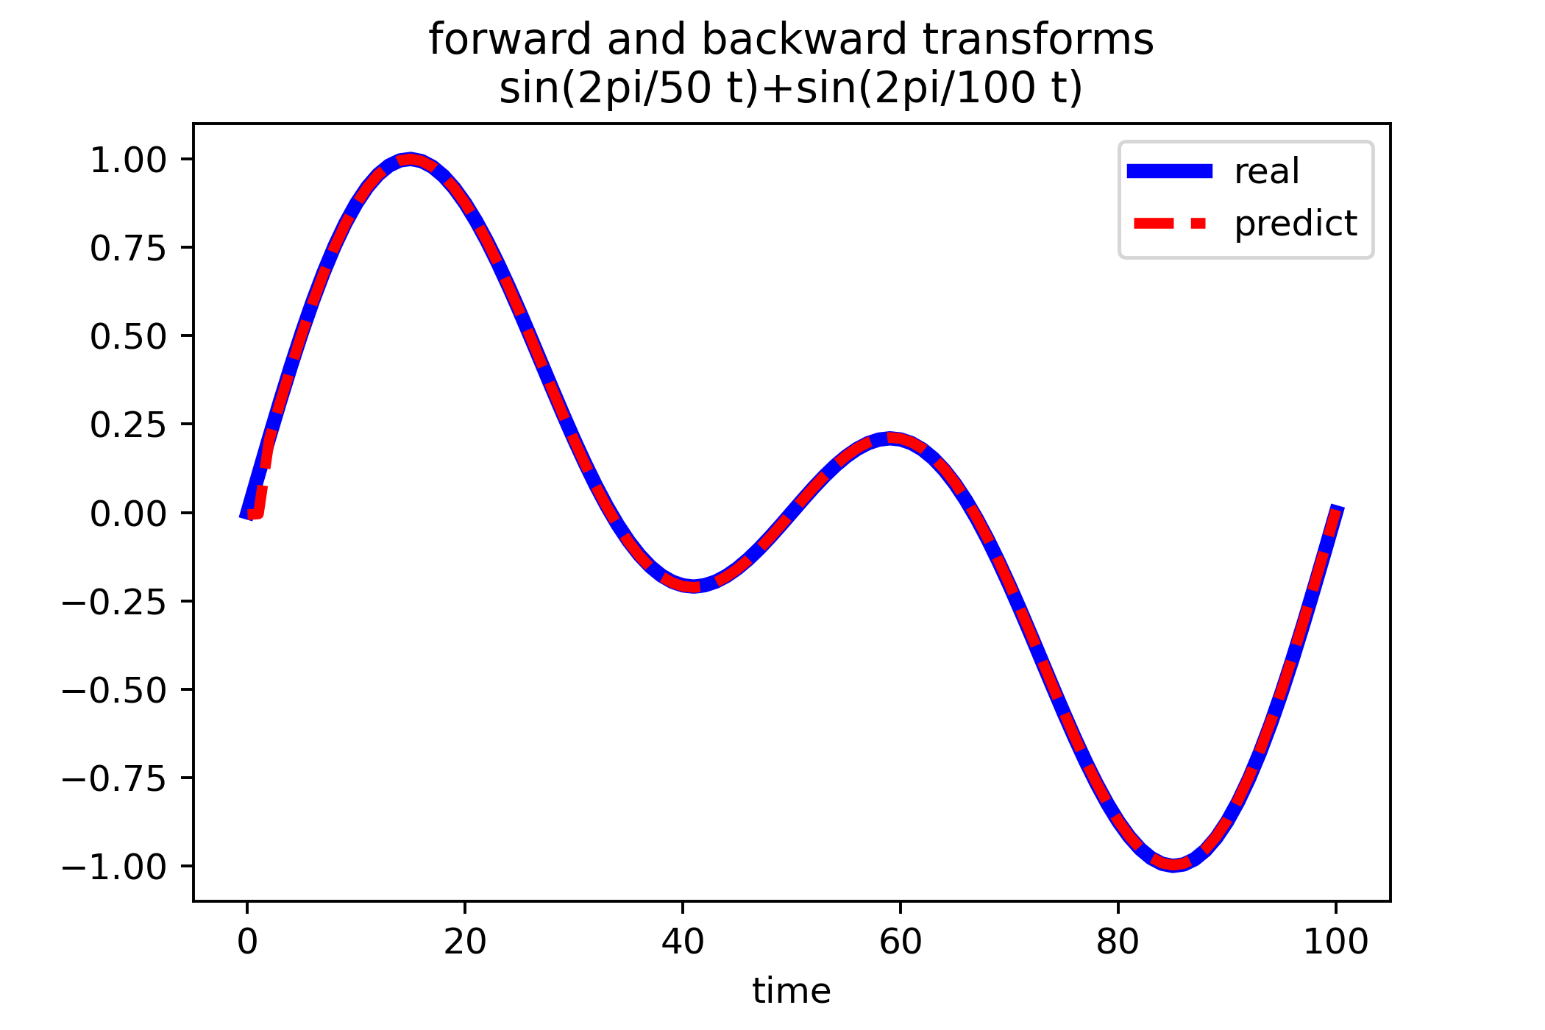 forward and backward transforms
sin(2pi/50 t)+sin(2pi/100 t)
real
predict
1.00
0.75
0.50
0.25
0.00
−0.25
−0.50
−0.75
−1.00
0 20 40 60 80 100
time